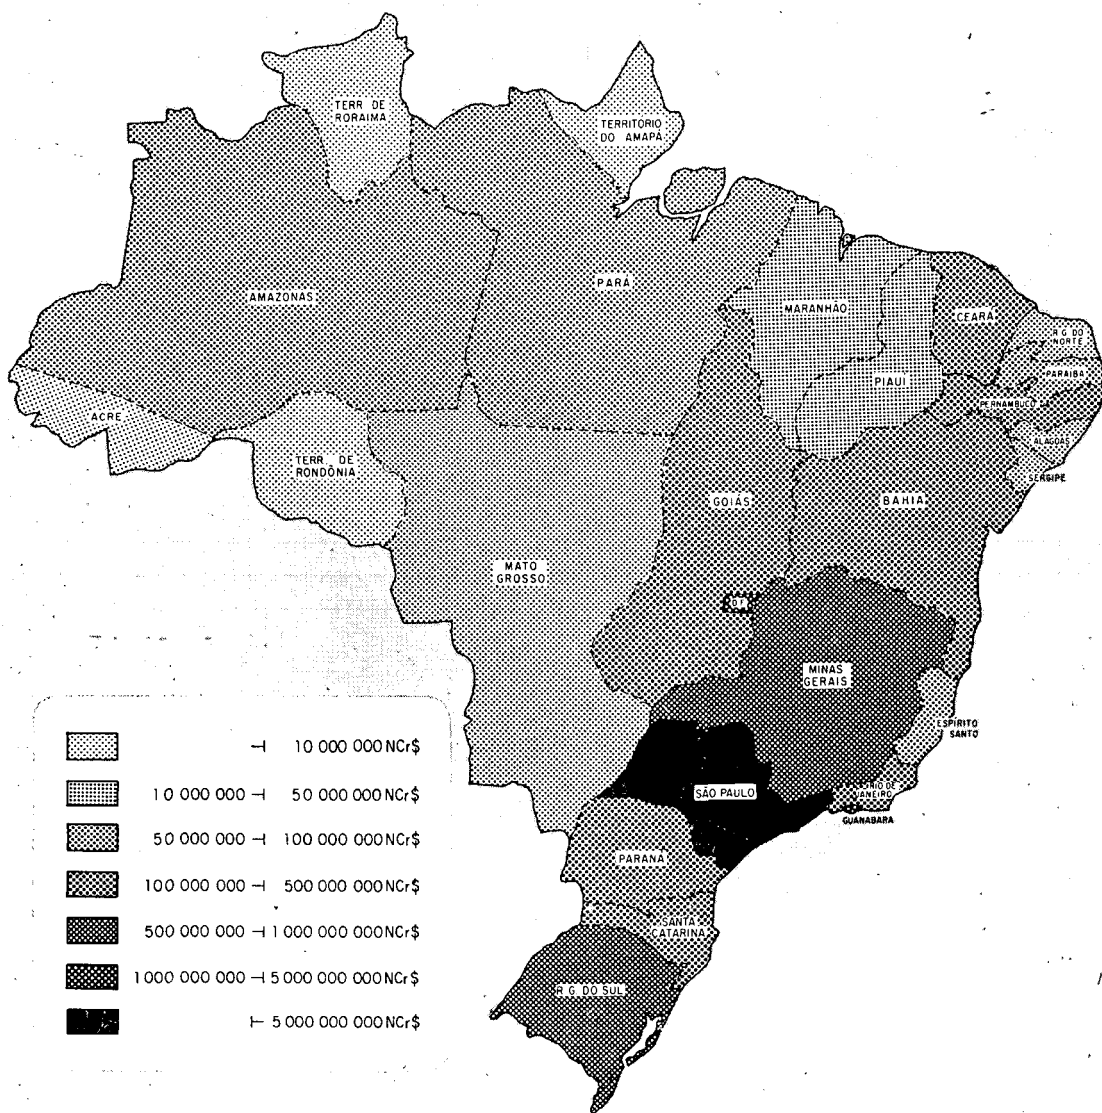 TERR DE
RORAIMA
TERRITORIO
DO AMAPÁ
AMAZONAS
PARÁ
MARANHÃO
CEARÁ
R G. DO
NORTE
PARAIBA
PIAUI
PERNAMBUCO
ACRE
ALAGOAS
TERR. DE
RONDÔNIA
SERGIPE
GOIÁS
BAHIA
MATO
GROSSO
D F
MINAS
GERAIS
ESPIRITO
SANTO
SÃO PAULO
RIO DE
JANEIRO
GUANABARA
PARANÁ
SANTA
CATARINA
R G. DO SUL
⊣ 10 000 000 NCr$
10 000 000 ⊣ 50 000 000 NCr$
50 000 000 ⊣ 100 000 000 NCr$
100 000 000 ⊣ 500 000 000 NCr$
500 000 000 ⊣ 1 000 000 000 NCr$
1 000 000 000 ⊣ 5 000 000 000 NCr$
⊢ 5 000 000 000 NCr$